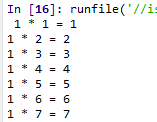 In [16]: runfile('//is
1 * 1 = 1
1 * 2 = 2
1 * 3 = 3
1 * 4 = 4
1 * 5 = 5
1 * 6 = 6
1 * 7 = 7